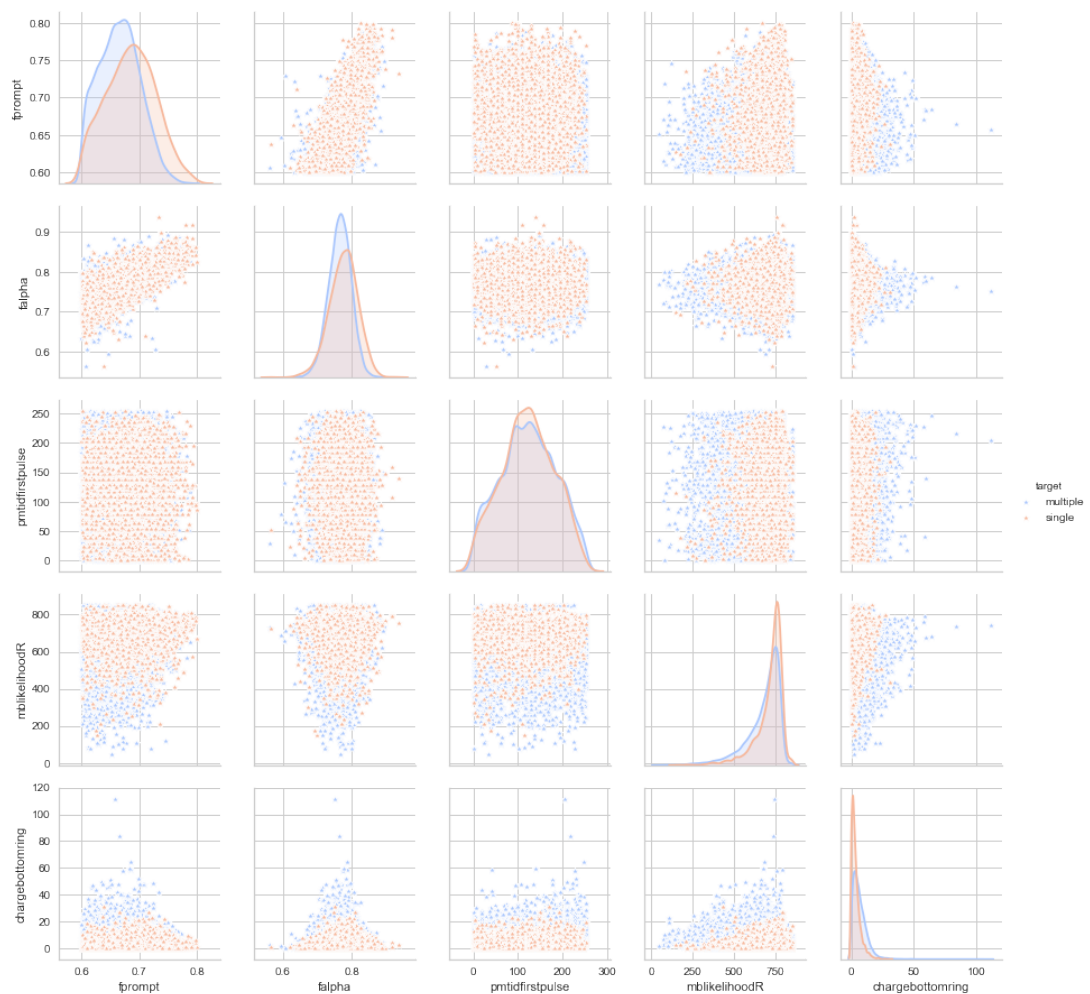 0.80
0.75
0.70
0.65
0.60
fprompt
0.9
0.8
0.7
0.6
falpha
250
200
150
100
50
0
pmtidfirstpulse
target
multiple
single
800
600
400
200
0
mblikelihoodR
120
100
80
60
40
20
0
chargebottomring
0.6 0.7 0.8
fprompt
0.6 0.8
falpha
0 100 200 300
pmtidfirstpulse
0 250 500 750
mblikelihoodR
0 50 100
chargebottomring